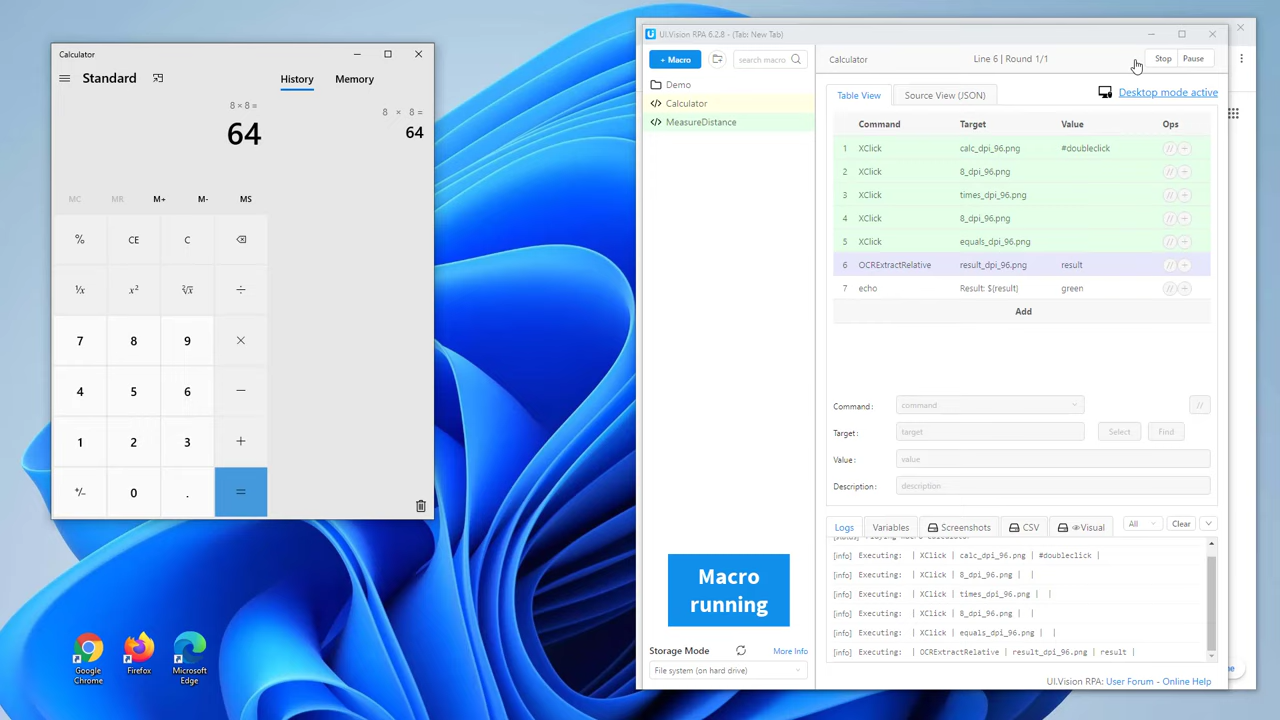 Calculator
Standard
History
Memory
8 × 8 =
64
8 × 8 =
64
MC
MR
M+
M-
MS
%
CE
C
⅟x
x²
²√x
÷
7
8
9
×
4
5
6
−
1
2
3
+
⁺/₋
0
.
=
Google Chrome
Firefox
Microsoft Edge
UI.Vision RPA 6.2.8 - (Tab: New Tab)
+ Macro
search macro
Demo
Calculator
MeasureDistance
Macro
running
Storage Mode
More Info
File system (on hard drive)
Calculator
Line 6 | Round 1/1
Stop
Pause
Table View
Source View (JSON)
Desktop mode active
Command Target Value Ops
1 XClick calc_dpi_96.png #doubleclick //
2 XClick 8_dpi_96.png //
3 XClick times_dpi_96.png //
4 XClick 8_dpi_96.png //
5 XClick equals_dpi_96.png //
6 OCRExtractRelative result_dpi_96.png result //
7 echo Result: ${result} green //
Add
Command: command //
Target: target Select Find
Value: value
Description: description
Logs
Variables
Screenshots
CSV
Visual
All
Clear
[status] Playing macro Calculator
[info] Executing: | XClick | calc_dpi_96.png | #doubleclick |
[info] Executing: | XClick | 8_dpi_96.png | |
[info] Executing: | XClick | times_dpi_96.png | |
[info] Executing: | XClick | 8_dpi_96.png | |
[info] Executing: | XClick | equals_dpi_96.png | |
[info] Executing: | OCRExtractRelative | result_dpi_96.png | result |
UI.Vision RPA: User Forum - Online Help